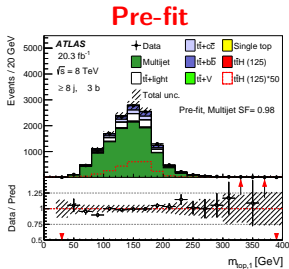 Pre-fit
Events / 20 GeV
5000
4000
3000
2000
1000
ATLAS
20.3 fb⁻¹
√s = 8 TeV
≥ 8 j, 3 b
Data
Multijet
tt̄+light
Total unc.
tt̄+cc̄
tt̄+bb̄
tt̄+V
Single top
tt̄H (125)
tt̄H (125)*50
Pre-fit, Multijet SF= 0.98
Data / Pred
1.25
1
0.75
0.5
0 50 100 150 200 250 300 350 400
m_top,1 [GeV]